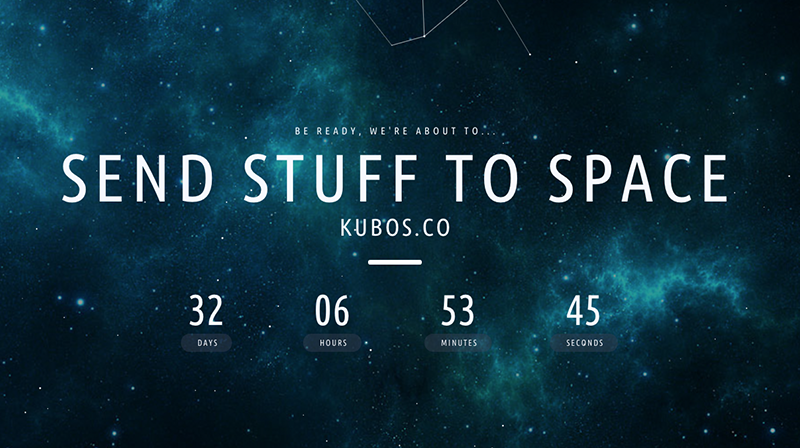 BE READY, WE'RE ABOUT TO...
SEND STUFF TO SPACE
KUBOS.CO
32 06 53 45
DAYS HOURS MINUTES SECONDS